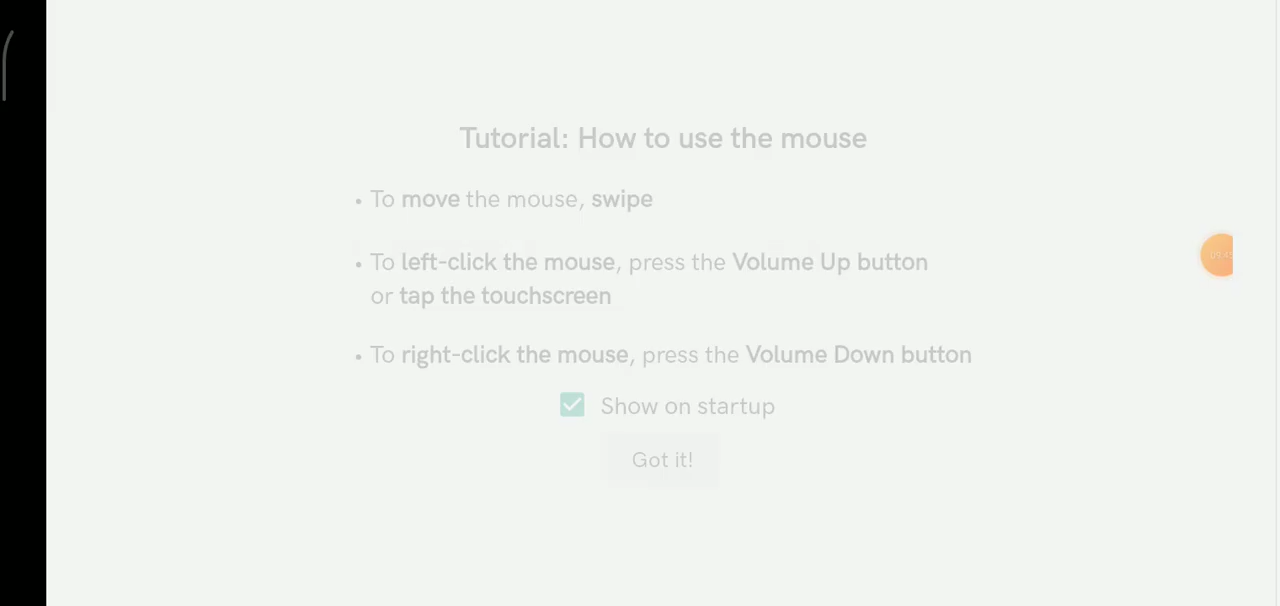 Tutorial: How to use the mouse
• To move the mouse, swipe
• To left-click the mouse, press the Volume Up button
or tap the touchscreen
• To right-click the mouse, press the Volume Down button
Show on startup
Got it!